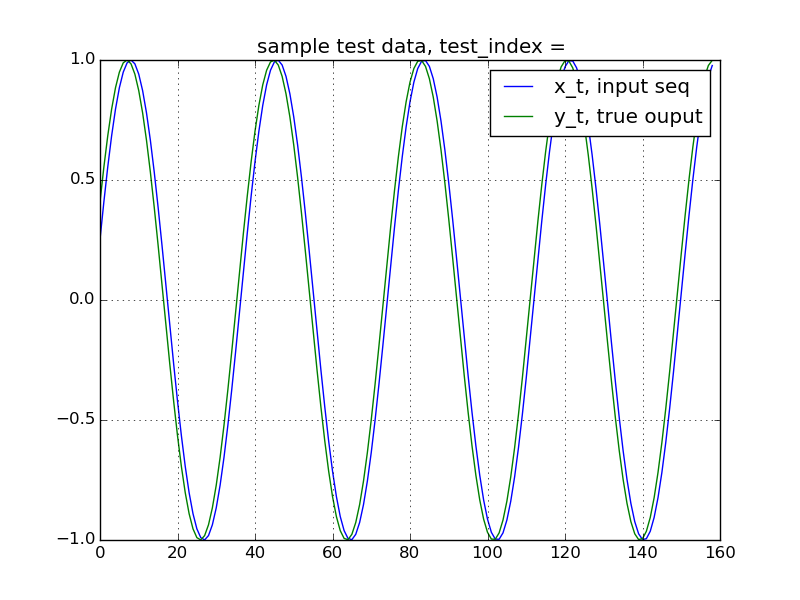 sample test data, test_index =
x_t, input seq
y_t, true ouput
1.0
0.5
0.0
−0.5
−1.0
0 20 40 60 80 100 120 140 160